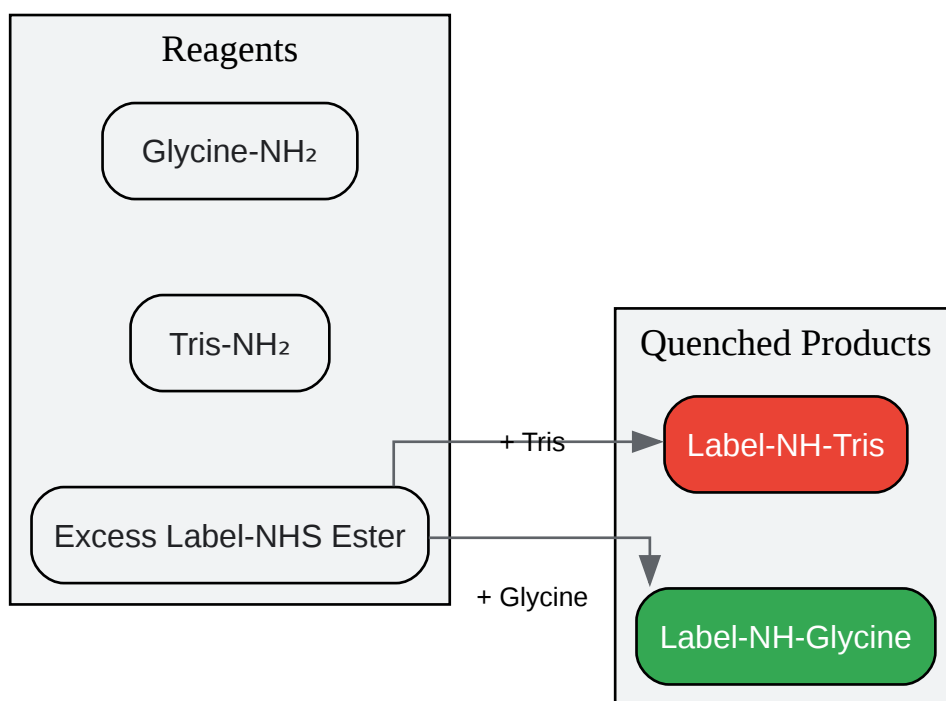 Reagents
Glycine-NH₂
Tris-NH₂
Quenched Products
+ Tris
Label-NH-Tris
Excess Label-NHS Ester
+ Glycine
Label-NH-Glycine